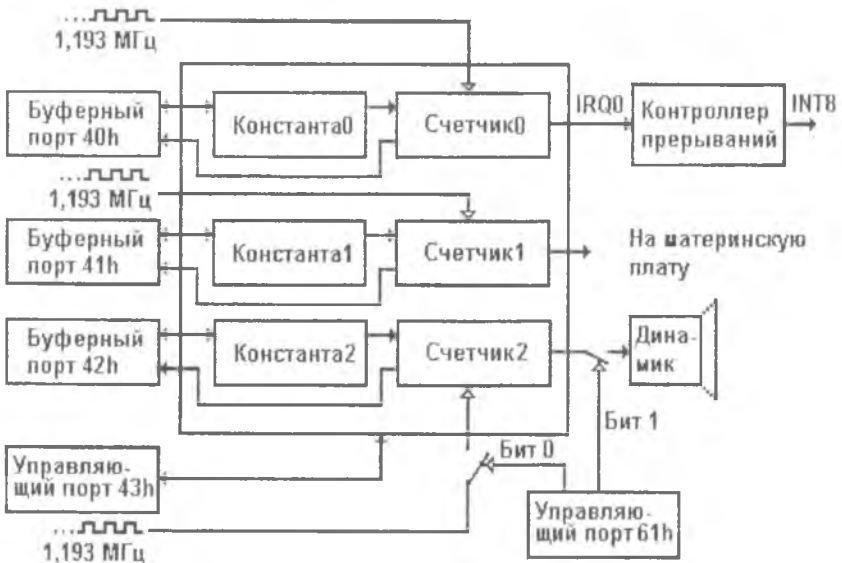 1,193 МГц
Буферный
порт 40h
Константа0
Счетчик0
IRQ0
Контроллер
прерываний
INT8
1,193 МГц
Буферный
порт 41h
Константа1
Счетчик1
На материнскую
плату
Буферный
порт 42h
Константа2
Счетчик2
Дина-
мик
Бит 1
Бит 0
Управляю-
щий порт 43h
Управляю-
щий порт 61h
1,193 МГц